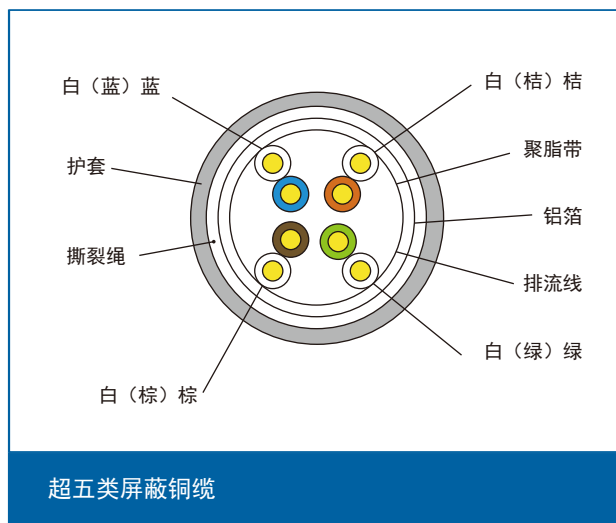 白（蓝）蓝
白（桔）桔
护套
聚脂带
铝箔
撕裂绳
排流线
白（绿）绿
白（棕）棕
超五类屏蔽铜缆